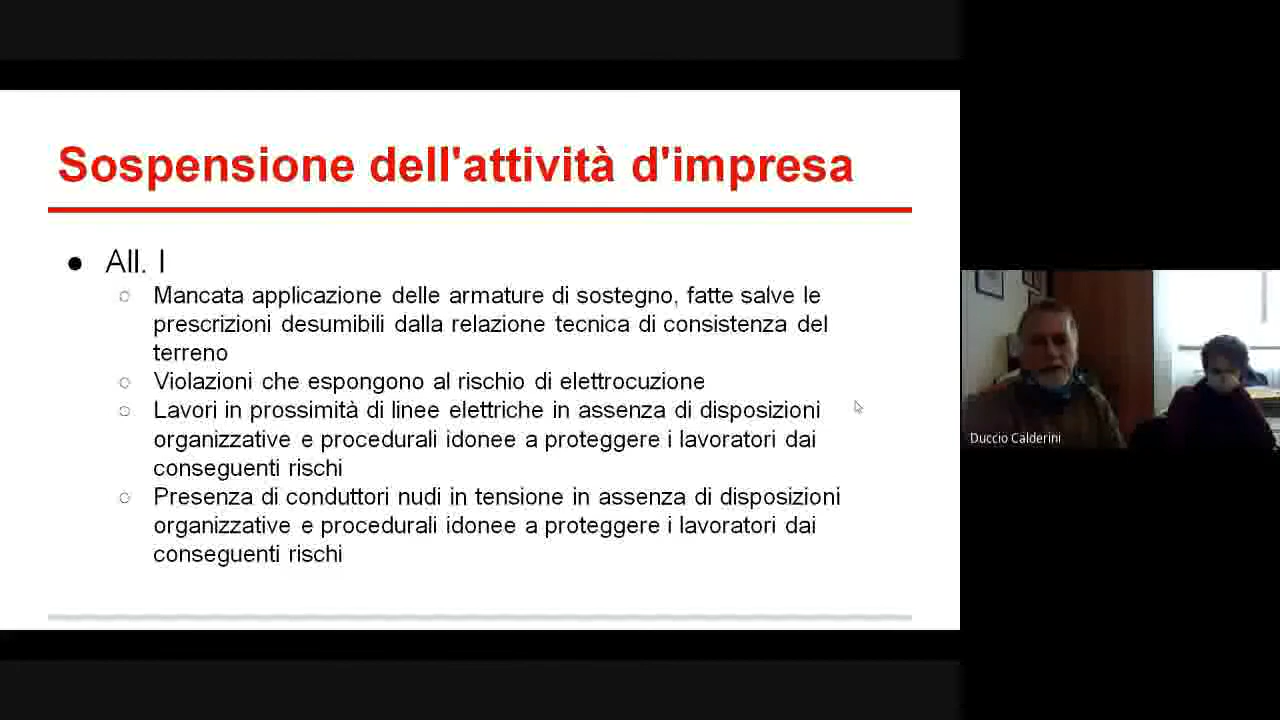 Sospensione dell'attività d'impresa
● All. I
○ Mancata applicazione delle armature di sostegno, fatte salve le
prescrizioni desumibili dalla relazione tecnica di consistenza del
terreno
○ Violazioni che espongono al rischio di elettrocuzione
○ Lavori in prossimità di linee elettriche in assenza di disposizioni
organizzative e procedurali idonee a proteggere i lavoratori dai
conseguenti rischi
○ Presenza di conduttori nudi in tensione in assenza di disposizioni
organizzative e procedurali idonee a proteggere i lavoratori dai
conseguenti rischi
Duccio Calderini